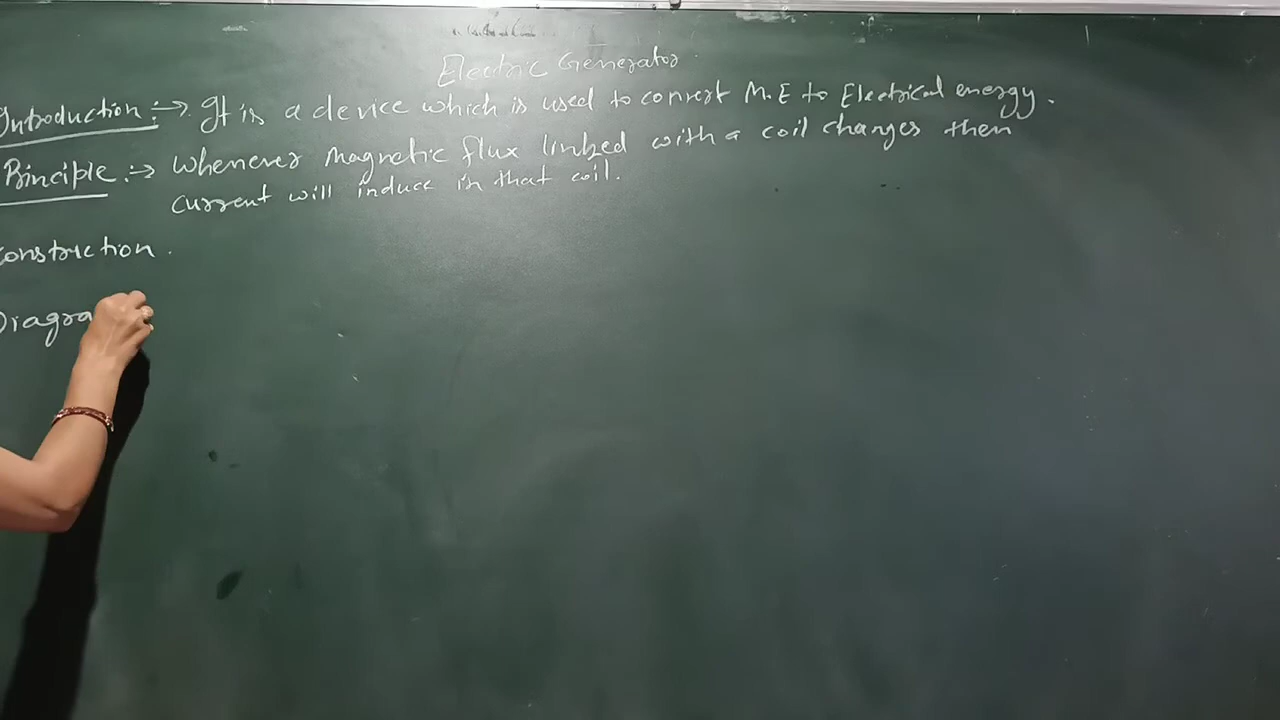 Electric Generator
Introduction :→ It is a device which is used to convert M.E to Electrical energy.
Principle :→ Whenever magnetic flux linked with a coil changes then
current will induce in that coil.
Construction.
Diagra